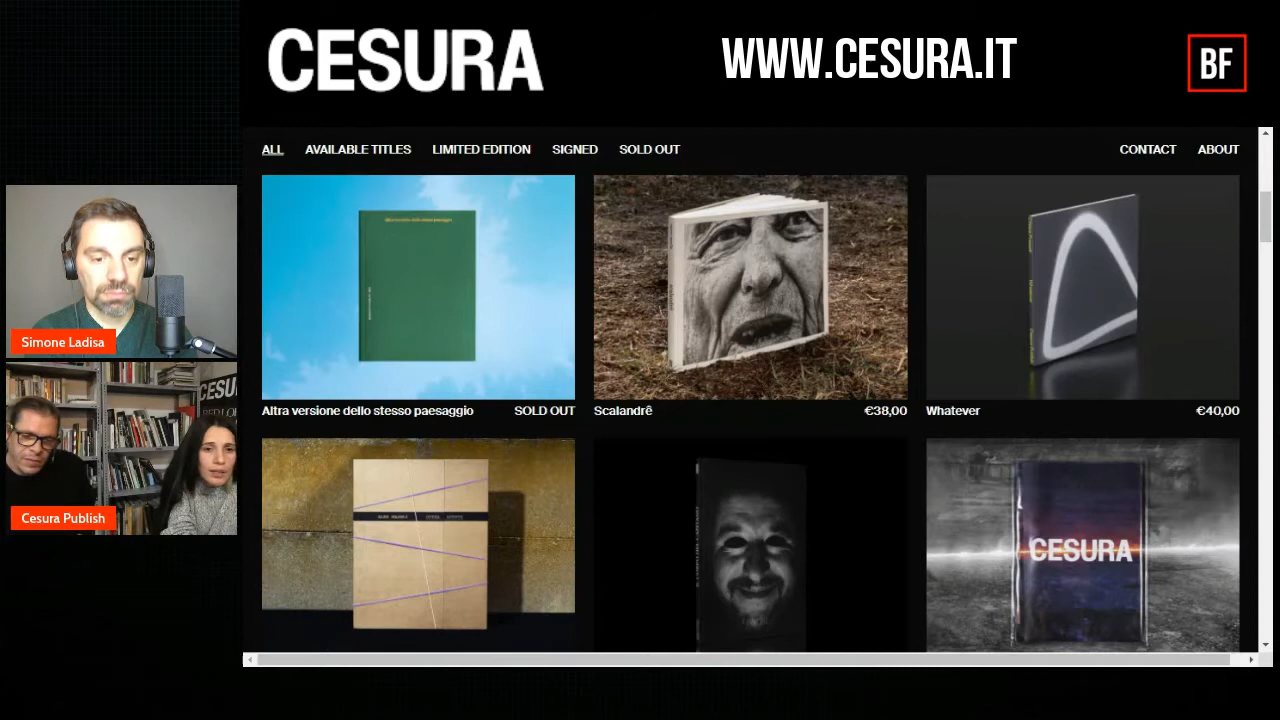 CESURA
WWW.CESURA.IT
BF
ALL AVAILABLE TITLES LIMITED EDITION SIGNED SOLD OUT CONTACT ABOUT
Altra versione dello stesso paesaggio SOLD OUT
Scalandrê €38,00
Whatever €40,00
CESURA
Simone Ladisa
CESU
Cesura Publish